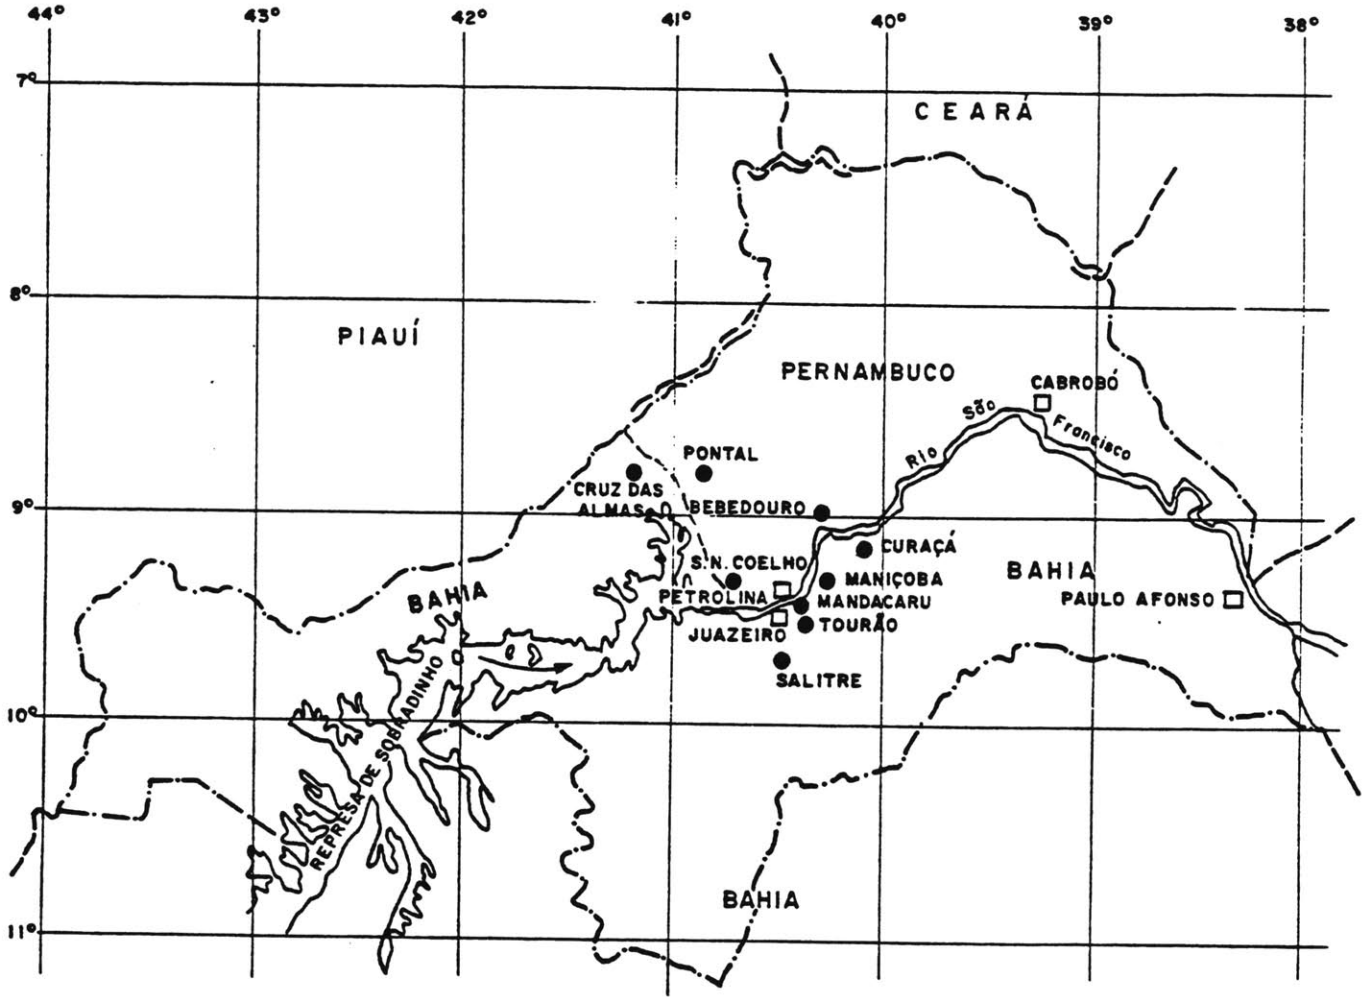 44° 43° 42° 41° 40° 39° 38°
7°
CEARÁ
8°
PIAUÍ
PERNAMBUCO
CABROBÓ
Rio São Francisco
PONTAL
CRUZ DAS
ALMAS
9°
BEBEDOURO
CURAÇÁ
S.N. COELHO
BAHIA
MANIÇOBA
BAHIA
PETROLINA
MANDACARU
PAULO AFONSO
JUAZEIRO
TOURÃO
SALITRE
REPRESA DE SOBRADINHO
10°
BAHIA
11°